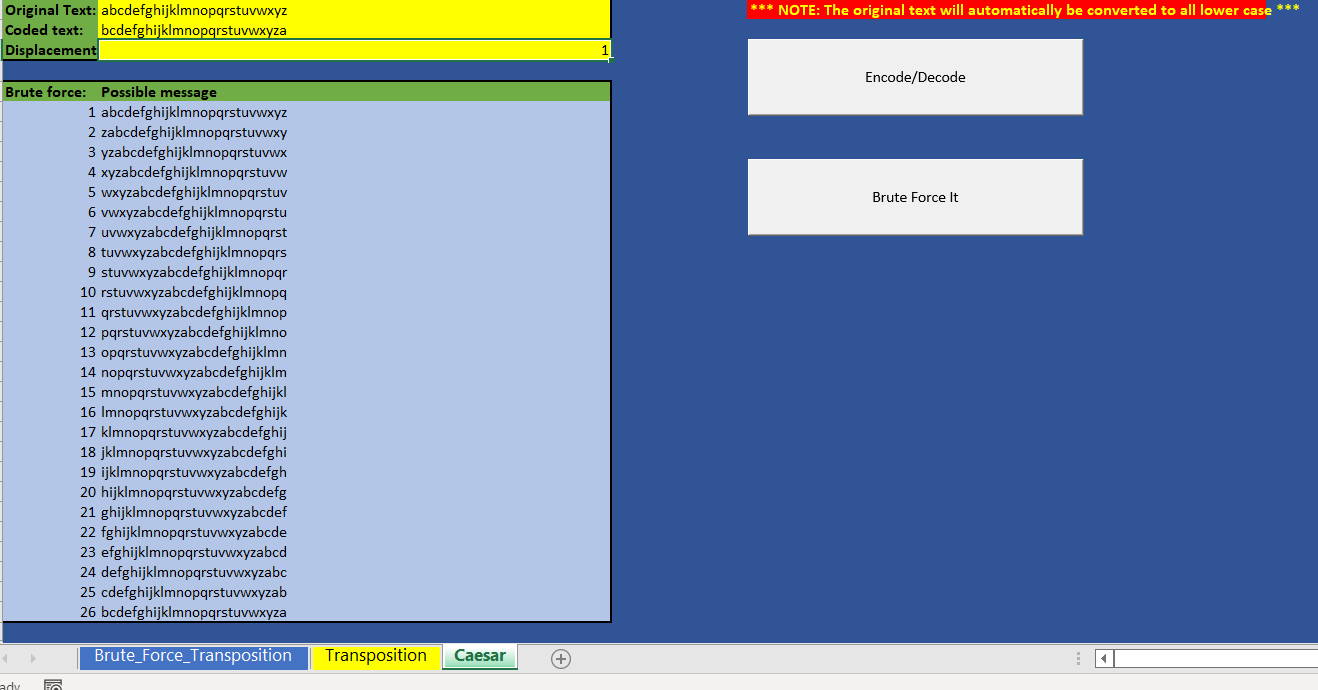 Original Text: abcdefghijklmnopqrstuvwxyz
*** NOTE: The original text will automatically be converted to all lower case ***
Coded text: bcdefghijklmnopqrstuvwxyza
Displacement 1
Encode/Decode
Brute force: Possible message
1 abcdefghijklmnopqrstuvwxyz
2 zabcdefghijklmnopqrstuvwxy
3 yzabcdefghijklmnopqrstuvwx
4 xyzabcdefghijklmnopqrstuvw
5 wxyzabcdefghijklmnopqrstuv
Brute Force It
6 vwxyzabcdefghijklmnopqrstu
7 uvwxyzabcdefghijklmnopqrst
8 tuvwxyzabcdefghijklmnopqrs
9 stuvwxyzabcdefghijklmnopqr
10 rstuvwxyzabcdefghijklmnopq
11 qrstuvwxyzabcdefghijklmnop
12 pqrstuvwxyzabcdefghijklmno
13 opqrstuvwxyzabcdefghijklmn
14 nopqrstuvwxyzabcdefghijklm
15 mnopqrstuvwxyzabcdefghijkl
16 lmnopqrstuvwxyzabcdefghijk
17 klmnopqrstuvwxyzabcdefghij
18 jklmnopqrstuvwxyzabcdefghi
19 ijklmnopqrstuvwxyzabcdefgh
20 hijklmnopqrstuvwxyzabcdefg
21 ghijklmnopqrstuvwxyzabcdef
22 fghijklmnopqrstuvwxyzabcde
23 efghijklmnopqrstuvwxyzabcd
24 defghijklmnopqrstuvwxyzabc
25 cdefghijklmnopqrstuvwxyzab
26 bcdefghijklmnopqrstuvwxyza
Brute_Force_Transposition Transposition Caesar